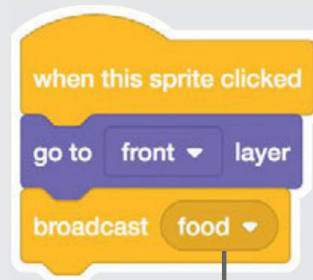 when this sprite clicked
go to front layer
broadcast food